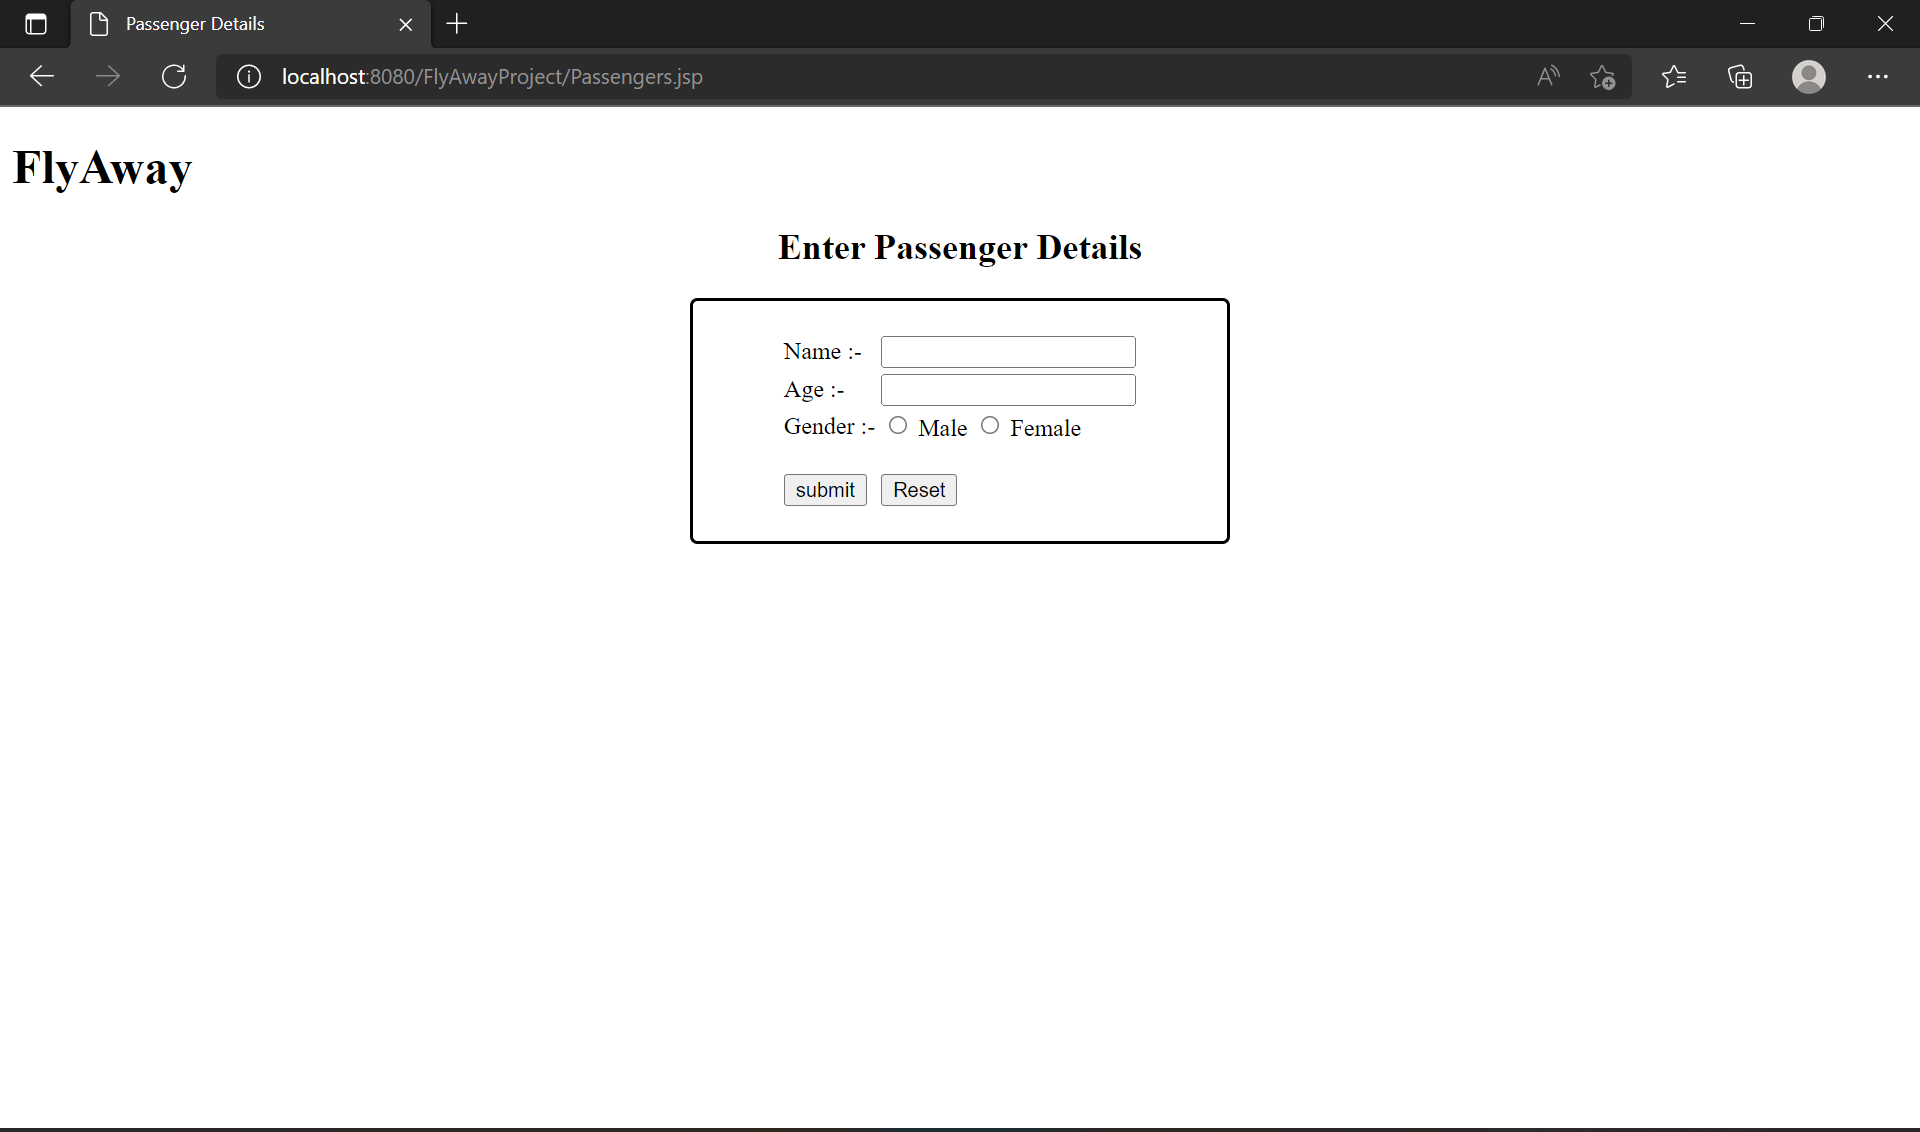 Passenger Details
localhost:8080/FlyAwayProject/Passengers.jsp
FlyAway
Enter Passenger Details
Name :-
Age :-
Gender :- Male Female
submit Reset